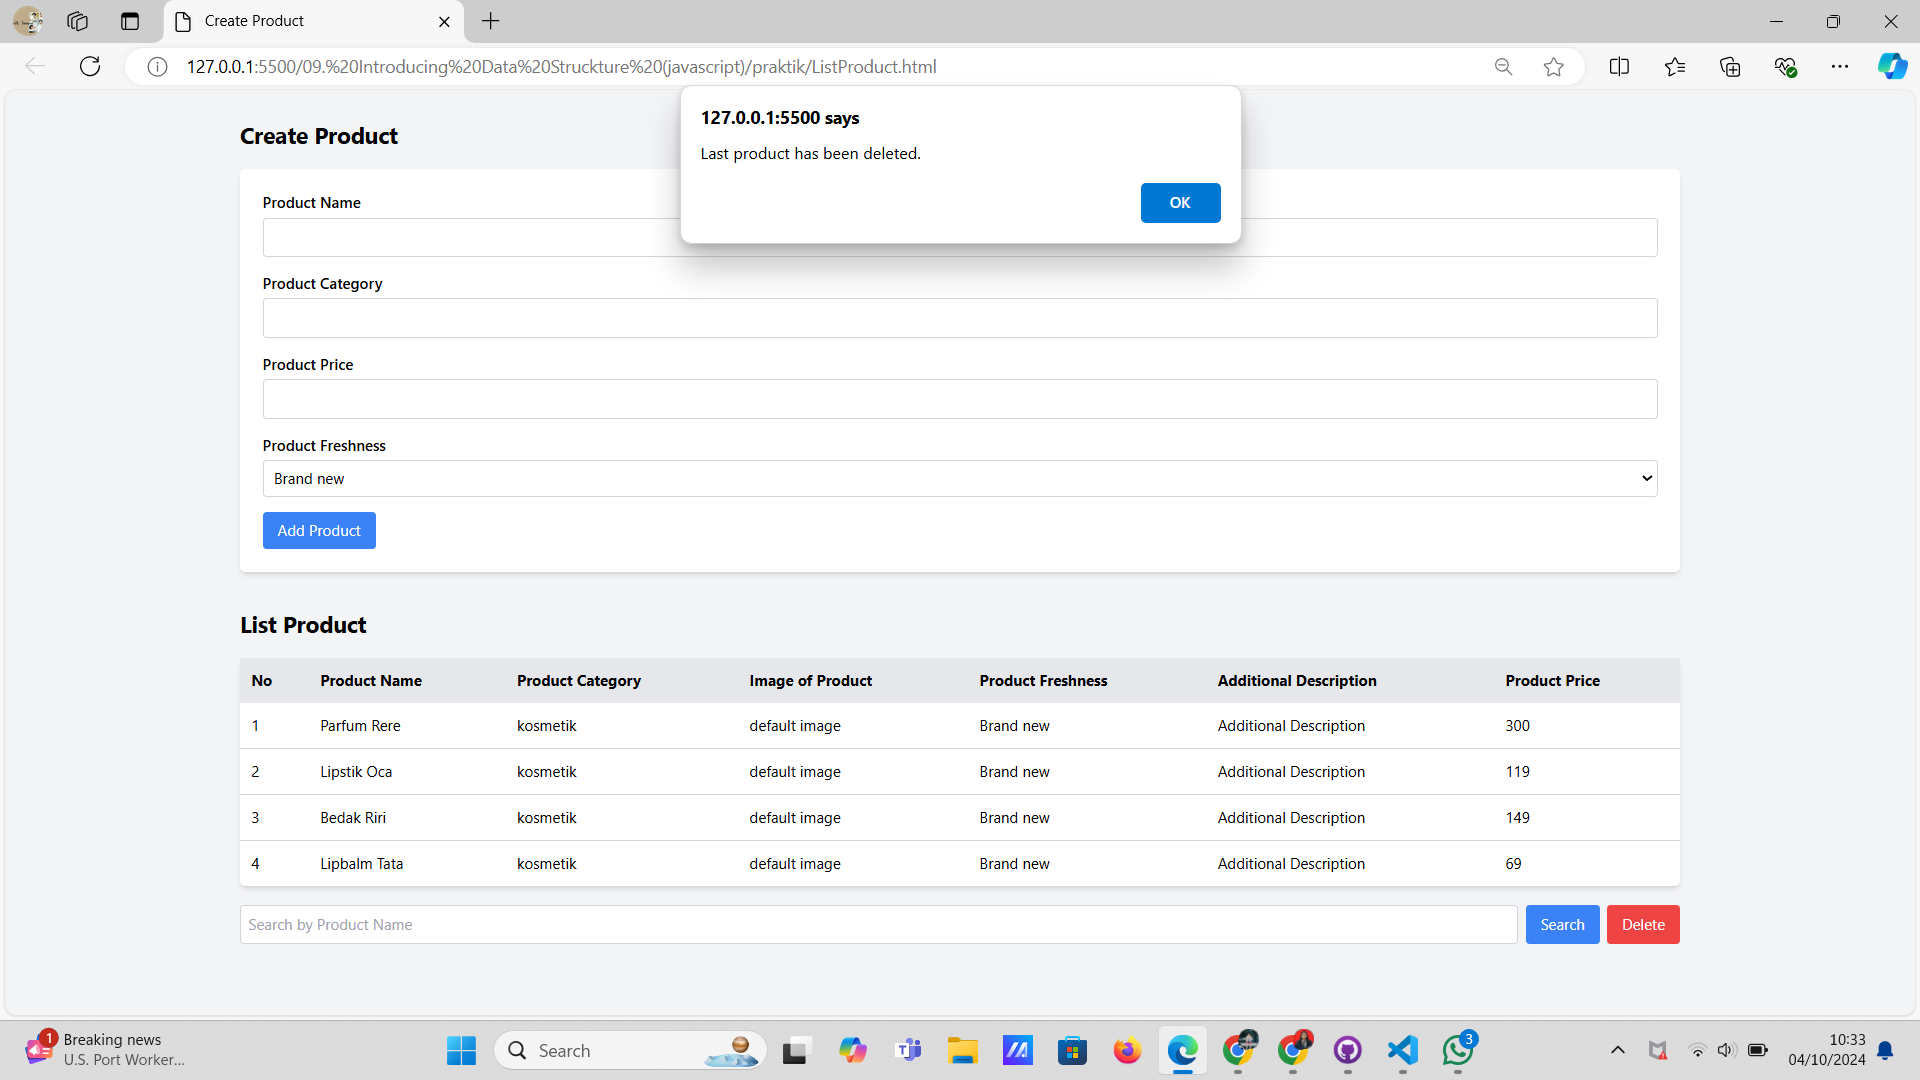 Create Product
127.0.0.1:5500/09.%20Introducing%20Data%20Struckture%20(javascript)/praktik/ListProduct.html
127.0.0.1:5500 says
Last product has been deleted.
OK
Create Product
Product Name
Product Category
Product Price
Product Freshness
Brand new
Add Product
List Product
No Product Name Product Category Image of Product Product Freshness Additional Description Product Price
1 Parfum Rere kosmetik default image Brand new Additional Description 300
2 Lipstik Oca kosmetik default image Brand new Additional Description 119
3 Bedak Riri kosmetik default image Brand new Additional Description 149
4 Lipbalm Tata kosmetik default image Brand new Additional Description 69
Search by Product Name Search Delete
1 Breaking news
U.S. Port Worker...
Search
3
10:33
04/10/2024